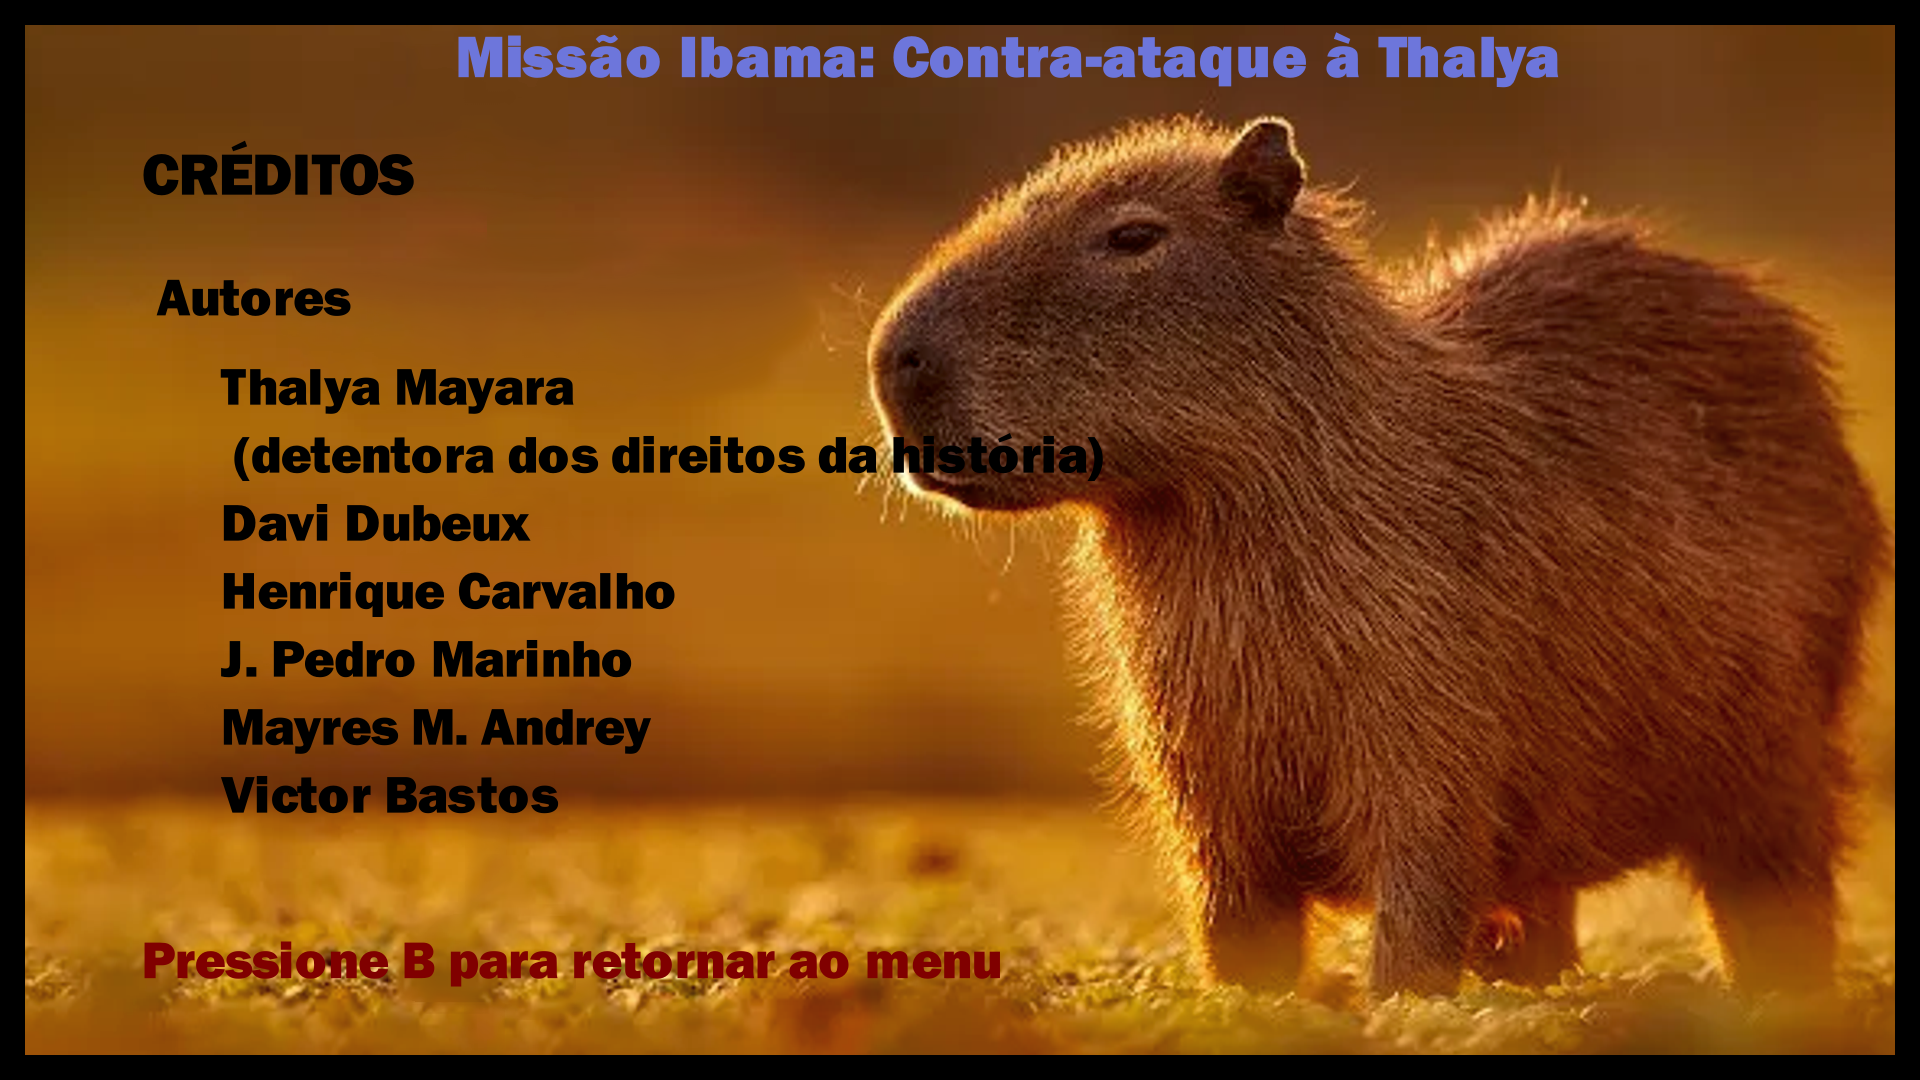 Missão Ibama: Contra-ataque à Thalya
CRÉDITOS
Autores
Thalya Mayara
(detentora dos direitos da história)
Davi Dubeux
Henrique Carvalho
J. Pedro Marinho
Mayres M. Andrey
Victor Bastos
Pressione B para retornar ao menu